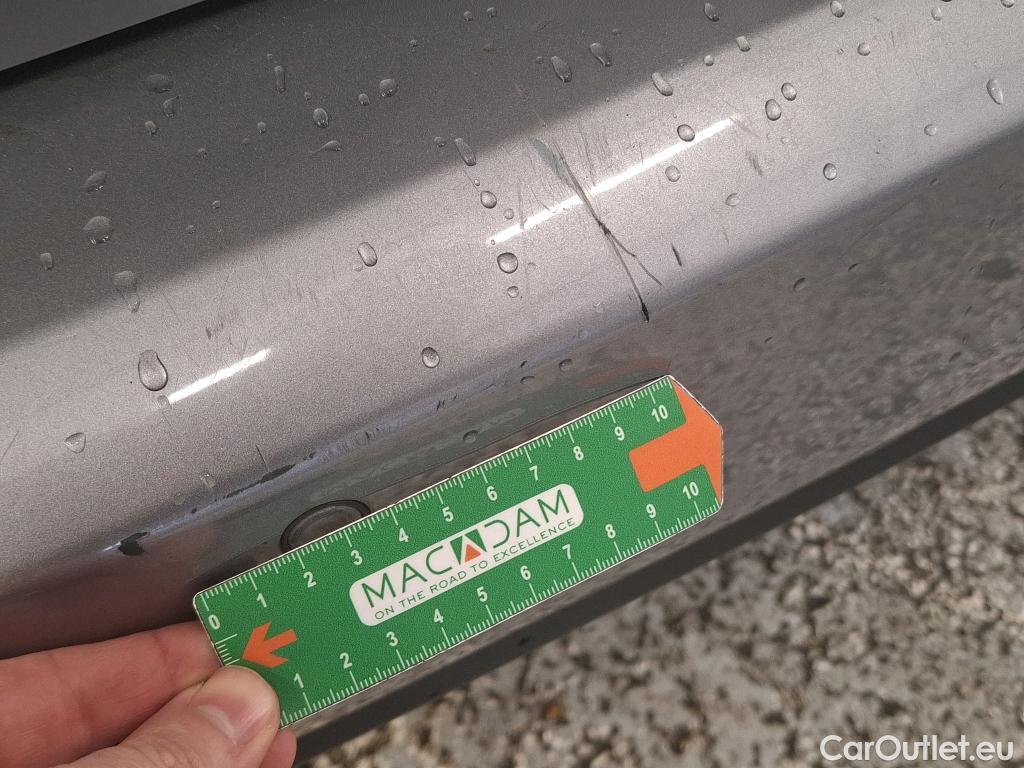 0 1 2 3 4 5 6 7 8 9 10
MACADAM
ON THE ROAD TO EXCELLENCE
1 2 3 4 5 6 7 8 9 10
CarOutlet.eu